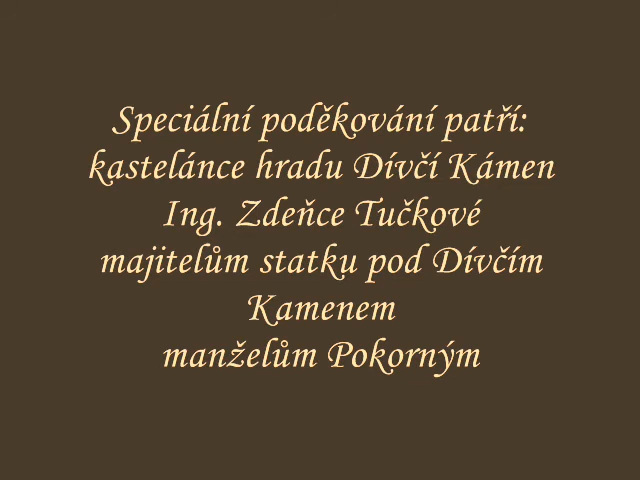 Speciální poděkování patří:
kastelánce hradu Dívčí Kámen
Ing. Zdeňce Tučkové
majitelům statku pod Dívčím
Kamenem
manželům Pokorným